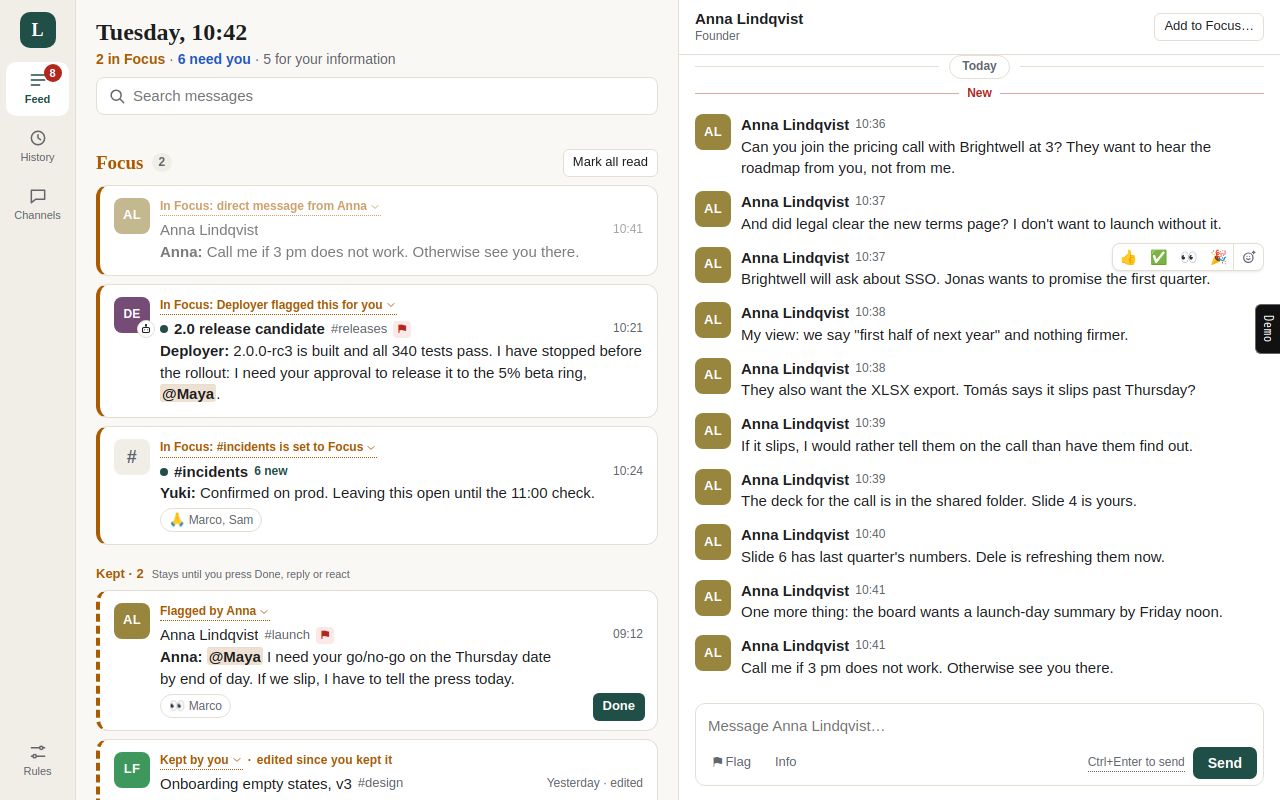 L
8
Feed
History
Channels
Rules
Tuesday, 10:42
2 in Focus · 6 need you · 5 for your information
Search messages
Focus 2
Mark all read
AL
In Focus: direct message from Anna
Anna Lindqvist 10:41
Anna: Call me if 3 pm does not work. Otherwise see you there.
DE
In Focus: Deployer flagged this for you
2.0 release candidate #releases 10:21
Deployer: 2.0.0-rc3 is built and all 340 tests pass. I have stopped before
the rollout: I need your approval to release it to the 5% beta ring,
@Maya.
#
In Focus: #incidents is set to Focus
#incidents 6 new 10:24
Yuki: Confirmed on prod. Leaving this open until the 11:00 check.
🙏 Marco, Sam
Kept · 2 Stays until you press Done, reply or react
AL
Flagged by Anna
Anna Lindqvist #launch 09:12
Anna: @Maya I need your go/no-go on the Thursday date
by end of day. If we slip, I have to tell the press today.
👀 Marco
Done
LF
Kept by you · edited since you kept it
Onboarding empty states, v3 #design Yesterday · edited
Anna Lindqvist
Founder
Add to Focus…
Today
New
AL
Anna Lindqvist 10:36
Can you join the pricing call with Brightwell at 3? They want to hear the
roadmap from you, not from me.
AL
Anna Lindqvist 10:37
And did legal clear the new terms page? I don't want to launch without it.
AL
Anna Lindqvist 10:37
👍 ✅ 👀 🎉
Brightwell will ask about SSO. Jonas wants to promise the first quarter.
AL
Anna Lindqvist 10:38
My view: we say "first half of next year" and nothing firmer.
AL
Anna Lindqvist 10:38
They also want the XLSX export. Tomás says it slips past Thursday?
AL
Anna Lindqvist 10:39
If it slips, I would rather tell them on the call than have them find out.
AL
Anna Lindqvist 10:39
The deck for the call is in the shared folder. Slide 4 is yours.
AL
Anna Lindqvist 10:40
Slide 6 has last quarter's numbers. Dele is refreshing them now.
AL
Anna Lindqvist 10:41
One more thing: the board wants a launch-day summary by Friday noon.
AL
Anna Lindqvist 10:41
Call me if 3 pm does not work. Otherwise see you there.
Message Anna Lindqvist…
Flag Info Ctrl+Enter to send Send
Demo